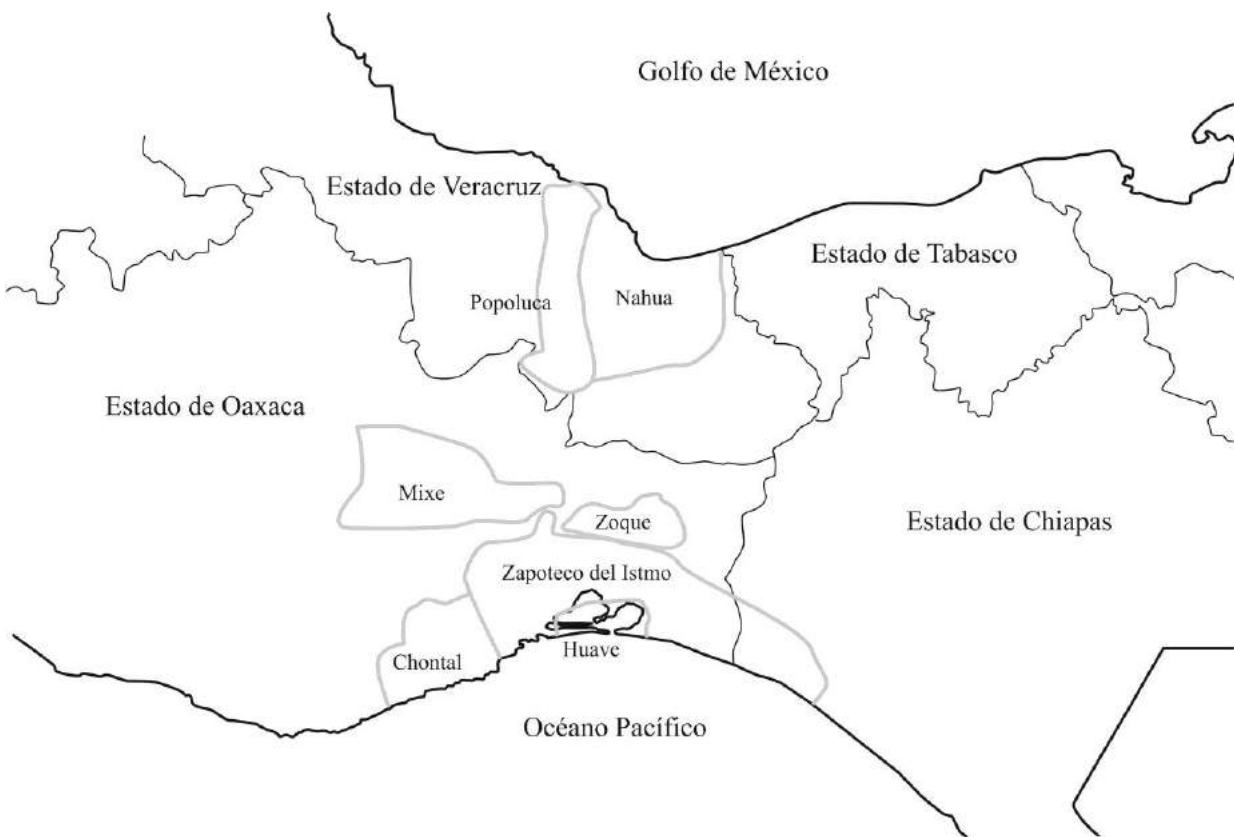 Golfo de México
Estado de Veracruz
Estado de Tabasco
Popoluca
Nahua
Estado de Oaxaca
Mixe
Zoque
Estado de Chiapas
Zapoteco del Istmo
Huave
Chontal
Océano Pacífico